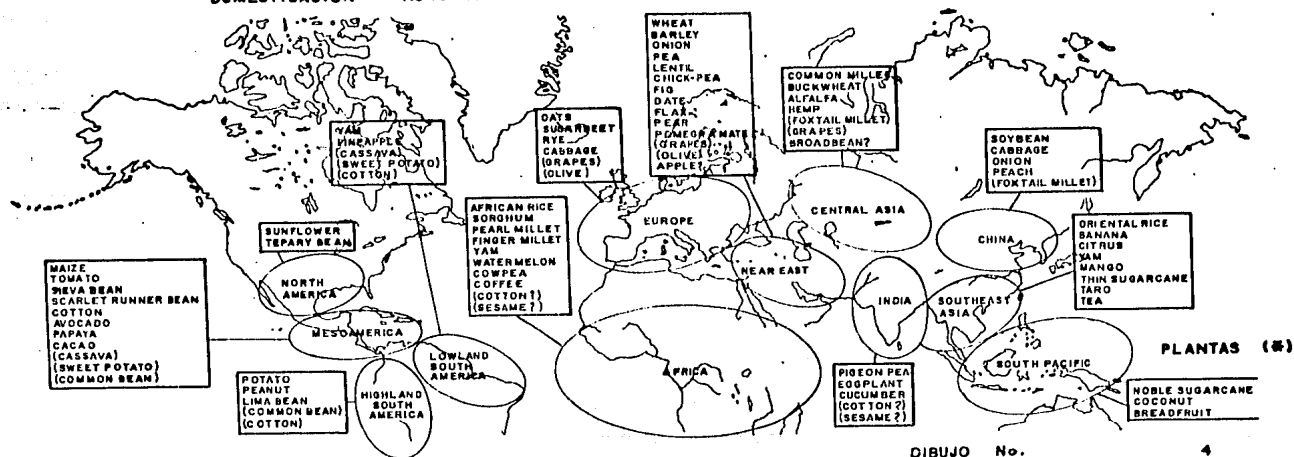 DOMESTICACION
WHEAT
BARLEY
ONION
PEA
LENTIL
CHICK-PEA
FIG
DATE
FLAX
PEAR
POMEGRANATE
(GRAPES)
(OLIVE)
APPLE?
COMMON MILLET
BUCKWHEAT
ALFALFA
HEMP
(FOXTAIL MILLET)
(GRAPES)
BROADBEAN?
YAM
PINEAPPLE
(CASSAVA)
(SWEET POTATO)
(COTTON)
OATS
SUGARBEET
RYE
CABBAGE
(GRAPES)
(OLIVE)
SOYBEAN
CABBAGE
ONION
PEACH
(FOXTAIL MILLET)
AFRICAN RICE
SORGHUM
PEARL MILLET
FINGER MILLET
YAM
WATERMELON
COWPEA
COFFEE
(COTTON?)
(SESAME?)
SUNFLOWER
TEPARY BEAN
ORIENTAL RICE
BANANA
CITRUS
YAM
MANGO
THIN SUGARCANE
TARO
TEA
MAIZE
TOMATO
SIEVA BEAN
SCARLET RUNNER BEAN
COTTON
AVOCADO
PAPAYA
CACAO
(CASSAVA)
(SWEET POTATO)
(COMMON BEAN)
EUROPE
CENTRAL ASIA
CHINA
NEAR EAST
NORTH
AMERICA
INDIA
SOUTHEAST
ASIA
MESOAMERICA
LOWLAND
SOUTH
AMERICA
AFRICA
SOUTH PACIFIC
PLANTAS (*)
POTATO
PEANUT
LIMA BEAN
(COMMON BEAN)
(COTTON)
HIGHLAND
SOUTH
AMERICA
PIGEON PEA
EGGPLANT
CUCUMBER
(COTTON?)
(SESAME?)
NOBLE SUGARCANE
COCONUT
BREADFRUIT
DIBUJO No. 4